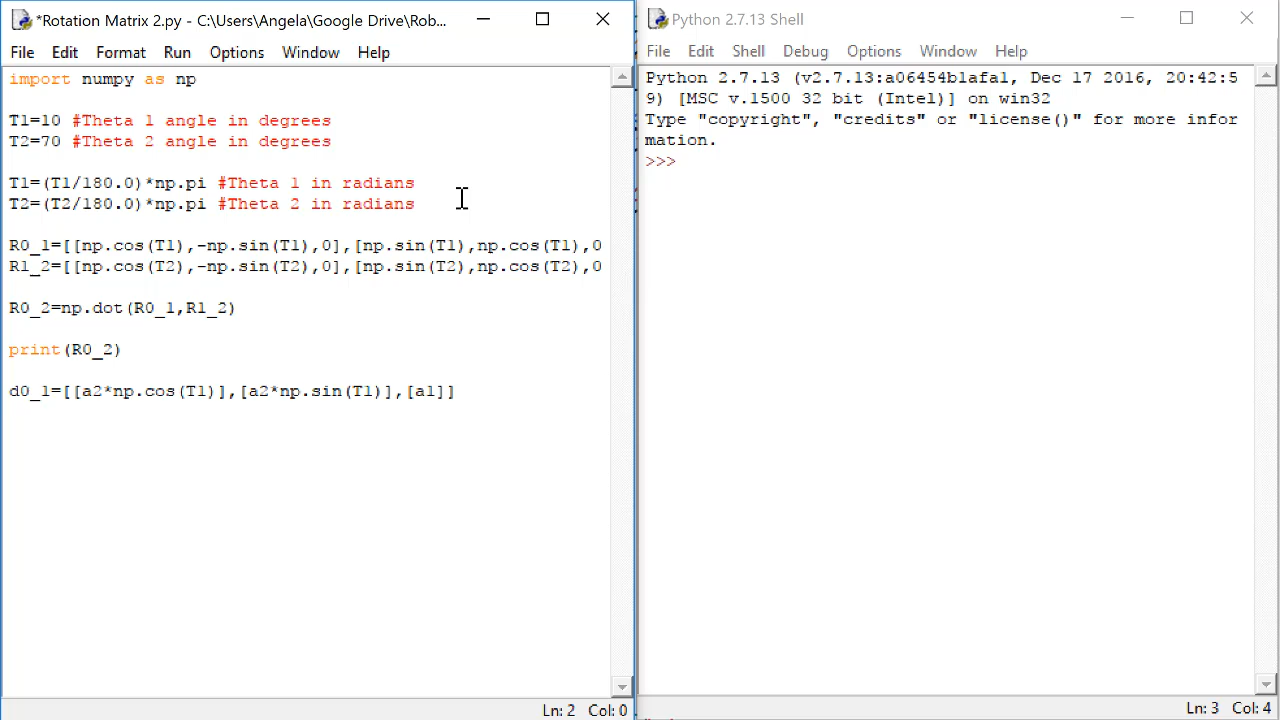 *Rotation Matrix 2.py - C:\Users\Angela\Google Drive\Rob...
File Edit Format Run Options Window Help
import numpy as np
T1=10 #Theta 1 angle in degrees
T2=70 #Theta 2 angle in degrees
T1=(T1/180.0)*np.pi #Theta 1 in radians
T2=(T2/180.0)*np.pi #Theta 2 in radians
R0_1=[[np.cos(T1),-np.sin(T1),0],[np.sin(T1),np.cos(T1),0
R1_2=[[np.cos(T2),-np.sin(T2),0],[np.sin(T2),np.cos(T2),0
R0_2=np.dot(R0_1,R1_2)
print(R0_2)
d0_1=[[a2*np.cos(T1)],[a2*np.sin(T1)],[a1]]
Ln: 2 Col: 0
Python 2.7.13 Shell
File Edit Shell Debug Options Window Help
Python 2.7.13 (v2.7.13:a06454b1afa1, Dec 17 2016, 20:42:5
9) [MSC v.1500 32 bit (Intel)] on win32
Type "copyright", "credits" or "license()" for more infor
mation.
>>>
Ln: 3 Col: 4